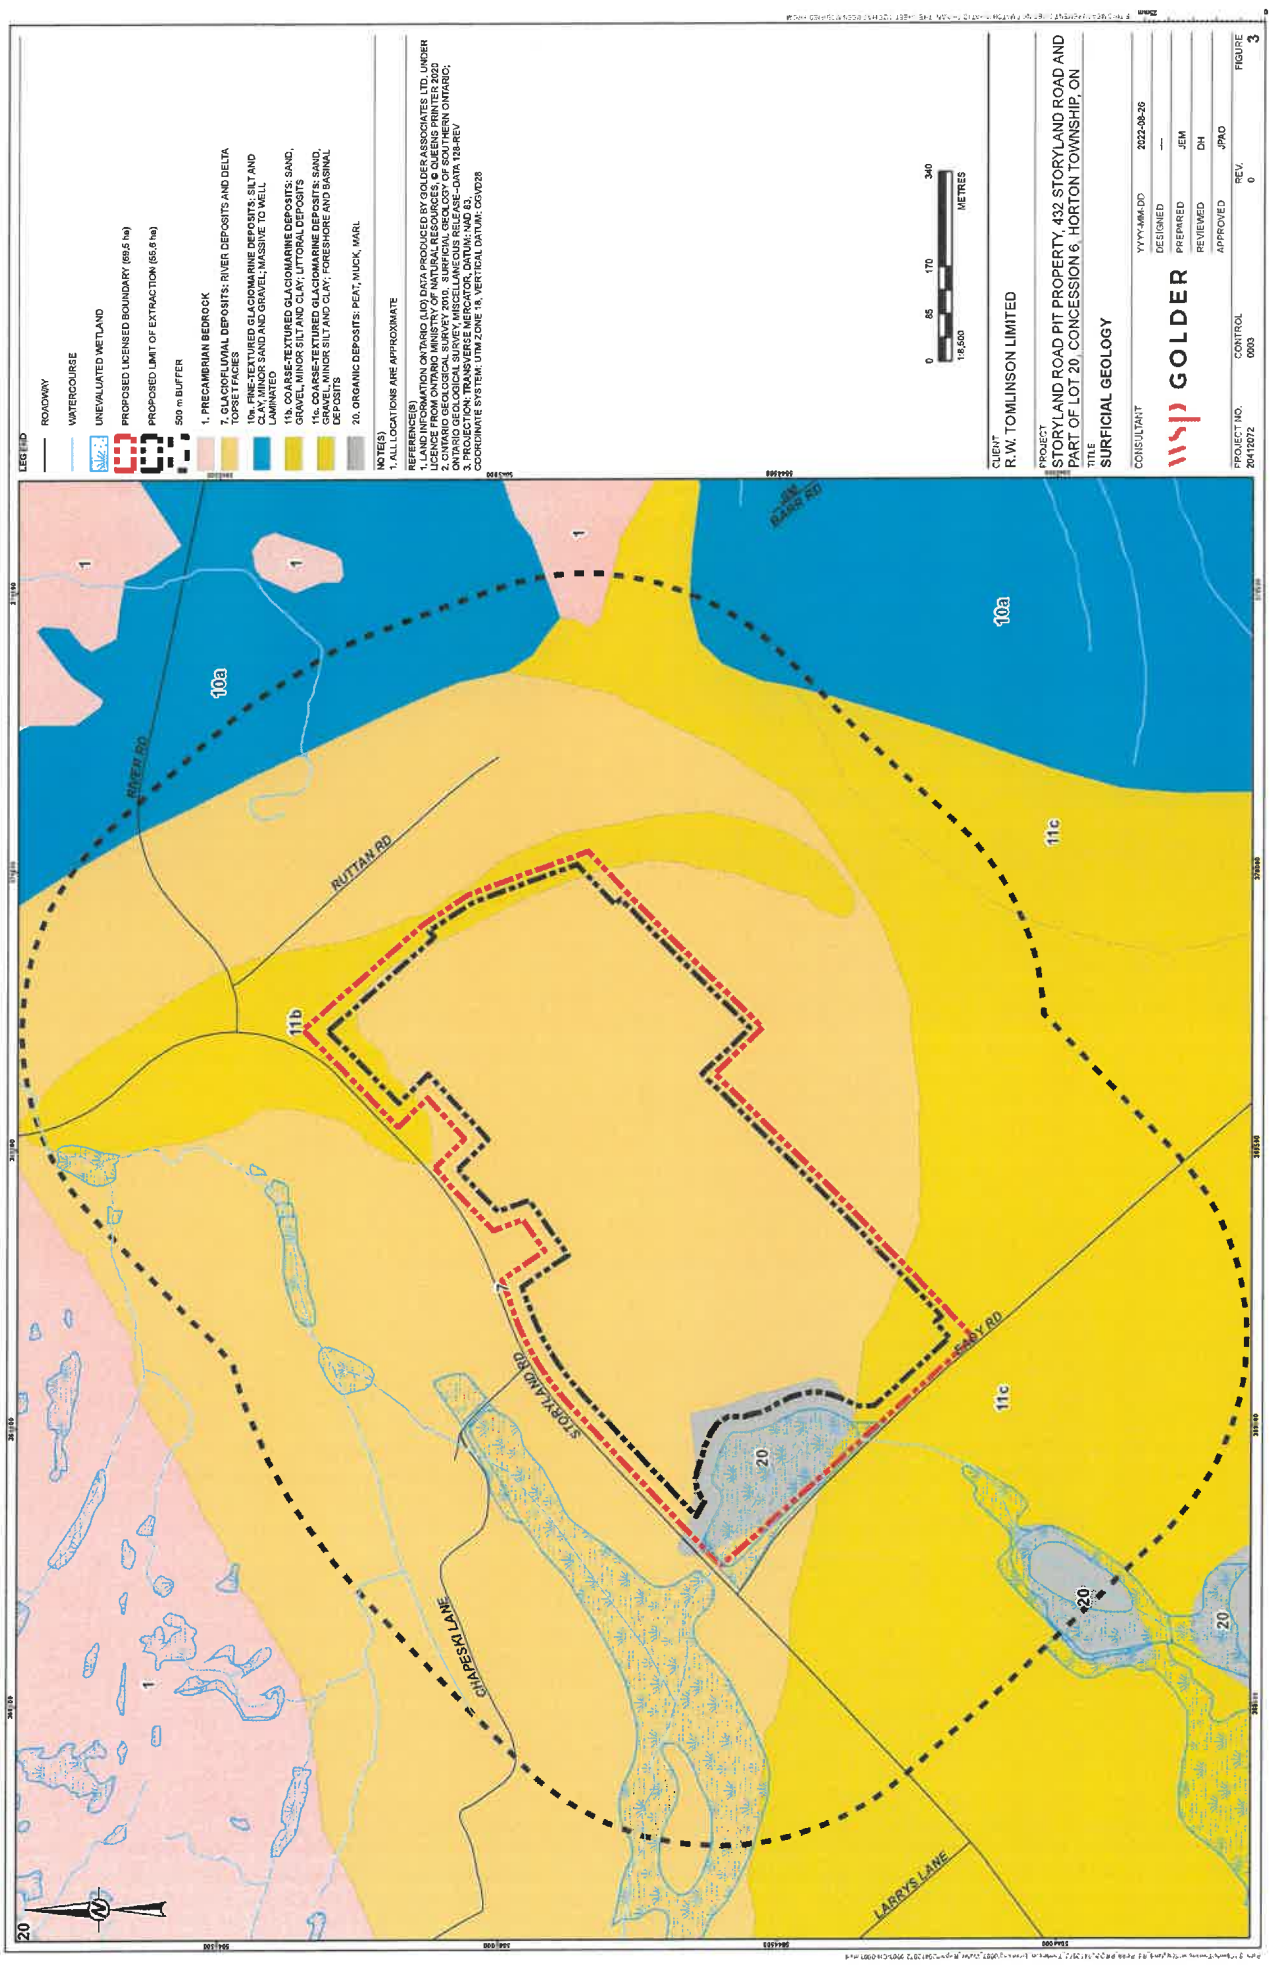 LEGEND
ROADWAY
WATERCOURSE
UNEVALUATED WETLAND
PROPOSED LICENSED BOUNDARY (69.5 ha)
PROPOSED LIMIT OF EXTRACTION (55.6 ha)
500 m BUFFER
1. PRECAMBRIAN BEDROCK
7. GLACIOFLUVIAL DEPOSITS: RIVER DEPOSITS AND DELTA
TOPSET FACIES
10a. FINE-TEXTURED GLACIOMARINE DEPOSITS: SILT AND
CLAY, MINOR SAND AND GRAVEL; MASSIVE TO WELL
LAMINATED
11b. COARSE-TEXTURED GLACIOMARINE DEPOSITS: SAND,
GRAVEL, MINOR SILT AND CLAY; LITTORAL DEPOSITS
11c. COARSE-TEXTURED GLACIOMARINE DEPOSITS: SAND,
GRAVEL, MINOR SILT AND CLAY; FORESHORE AND BASINAL
DEPOSITS
20. ORGANIC DEPOSITS: PEAT, MUCK, MARL
NOTE(S)
1. ALL LOCATIONS ARE APPROXIMATE
REFERENCE(S)
1. LAND INFORMATION ONTARIO (LIO) DATA PRODUCED BY GOLDER ASSOCIATES LTD. UNDER
LICENCE FROM ONTARIO MINISTRY OF NATURAL RESOURCES, © QUEENS PRINTER 2020
2. ONTARIO GEOLOGICAL SURVEY 2010. SURFICIAL GEOLOGY OF SOUTHERN ONTARIO;
ONTARIO GEOLOGICAL SURVEY, MISCELLANEOUS RELEASE--DATA 128-REV
3. PROJECTION: TRANSVERSE MERCATOR, DATUM: NAD 83,
COORDINATE SYSTEM: UTM ZONE 18, VERTICAL DATUM: CGVD28
0 85 170 340
1:8,500 METRES
CLIENT
R.W. TOMLINSON LIMITED
PROJECT
STORYLAND ROAD PIT PROPERTY, 432 STORYLAND ROAD AND
PART OF LOT 20, CONCESSION 6, HORTON TOWNSHIP, ON
TITLE
SURFICIAL GEOLOGY
CONSULTANT
wsp GOLDER
YYYY-MM-DD 2022-08-26
DESIGNED ---
PREPARED JEM
REVIEWED DH
APPROVED JPAO
PROJECT NO. CONTROL REV. FIGURE
20412072 0003 0 3
25mm
0
20
N
1
1
1
1
10a
10a
RIVER RD
RUTTAN RD
JIM
BARR RD
11b
11c
11c
7
STORYLAND RD
EADY RD
CHAPESKI LANE
LARRYS LANE
20
20
20